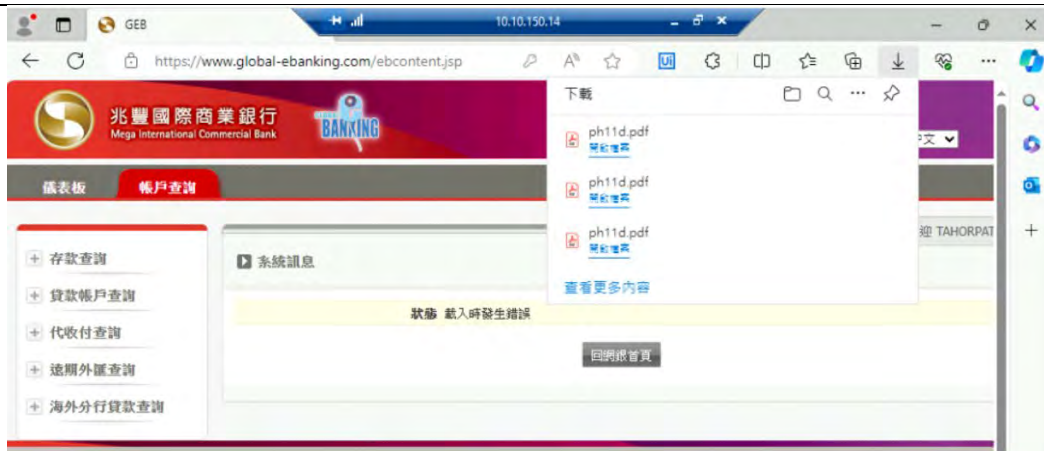 GEB
10.10.150.14
https://www.global-ebanking.com/ebcontent.jsp
兆豐國際商業銀行
Mega International Commercial Bank
GLOBAL
BANKING
下載
ph11d.pdf
開啟檔案
ph11d.pdf
開啟檔案
ph11d.pdf
開啟檔案
查看更多內容
中文
儀表板
帳戶查詢
迎 TAHORPAT
存款查詢
貸款帳戶查詢
代收付查詢
遠期外匯查詢
海外分行貸款查詢
系統訊息
狀態 載入時發生錯誤
回網銀首頁